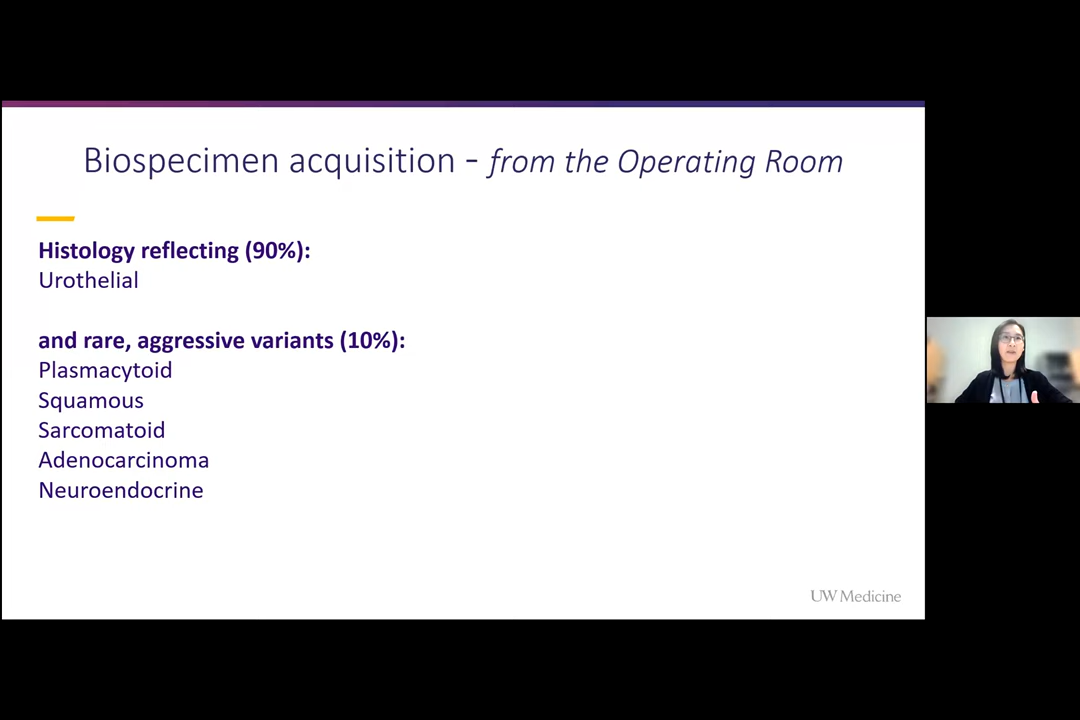 Biospecimen acquisition - from the Operating Room
Histology reflecting (90%):
Urothelial
and rare, aggressive variants (10%):
Plasmacytoid
Squamous
Sarcomatoid
Adenocarcinoma
Neuroendocrine
UW Medicine